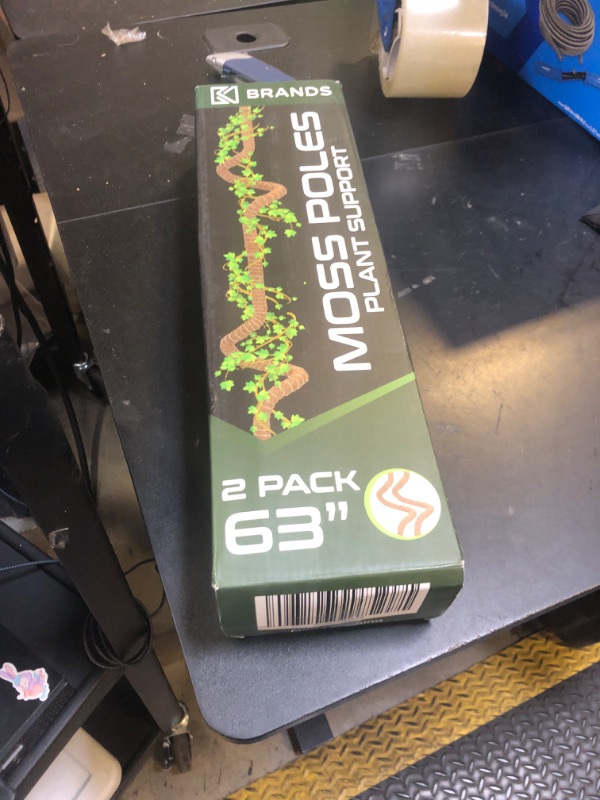 BRANDS
MOSS POLES
PLANT SUPPORT
2 PACK
63”